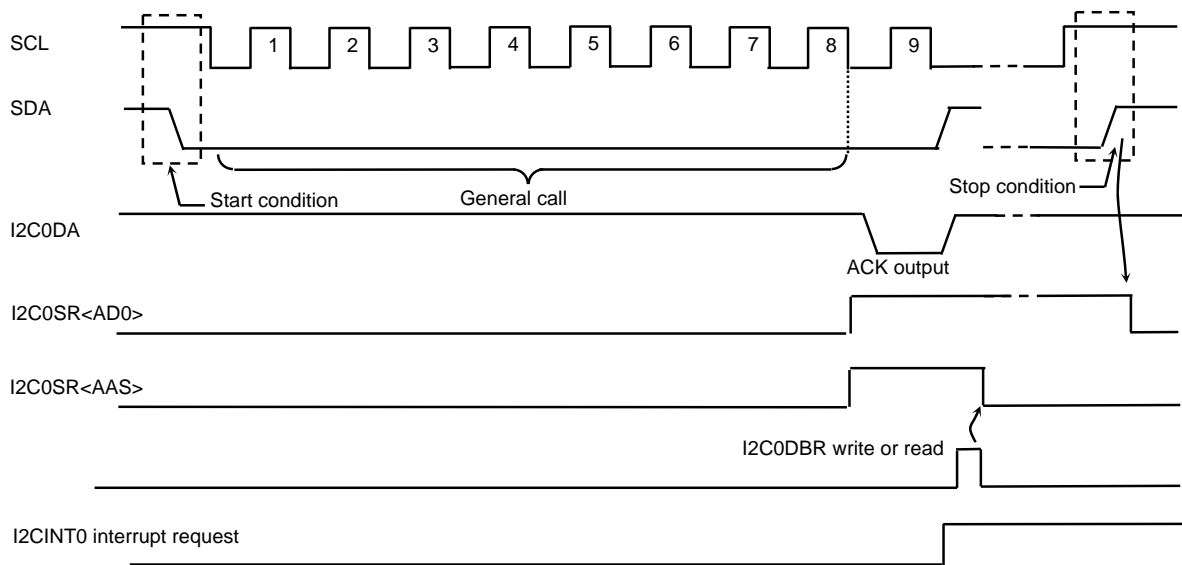 SCL
1 2 3 4 5 6 7 8 9
SDA
Start condition
General call
Stop condition
I2C0DA
ACK output
I2C0SR<AD0>
I2C0SR<AAS>
I2C0DBR write or read
I2CINT0 interrupt request